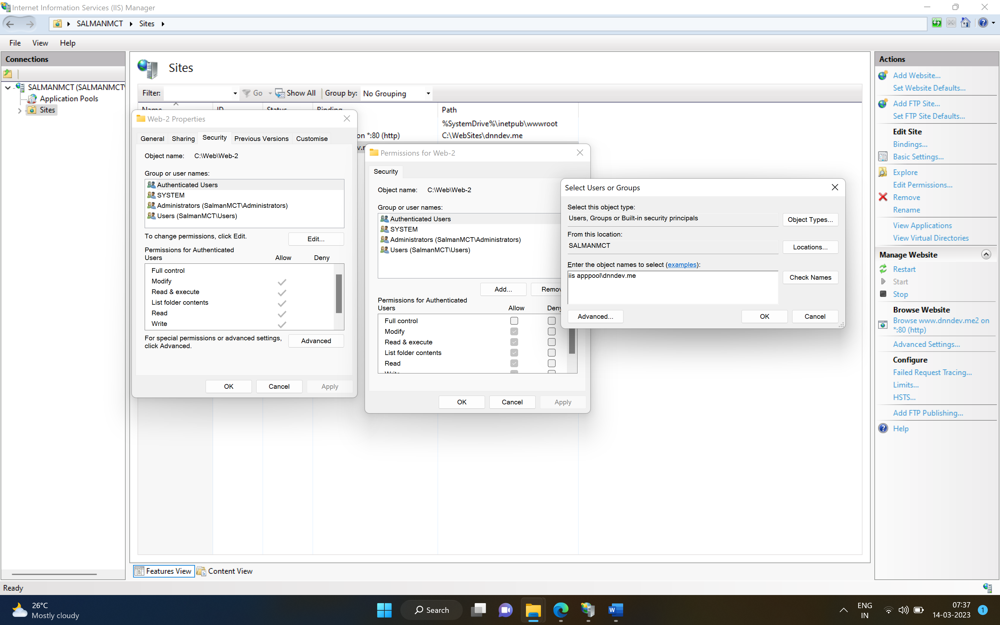 Internet Information Services (IIS) Manager
SALMANMCT
Sites
File View Help
Connections
SALMANMCT (SALMANMCT
Application Pools
Sites
Sites
Filter:
Go
Show All
Group by:
No Grouping
Name
ID
Status
Binding
Path
%SystemDrive%\inetpub\wwwroot
on *:80 (http)
C:\WebSites\dnndev.me
Web-2 Properties
General
Sharing
Security
Previous Versions
Customise
Object name: C:\Web\Web-2
Group or user names:
Authenticated Users
SYSTEM
Administrators (SalmanMCT\Administrators)
Users (SalmanMCT\Users)
To change permissions, click Edit.
Edit...
Permissions for Authenticated
Users
Allow
Deny
Full control
Modify
Read & execute
List folder contents
Read
Write
For special permissions or advanced settings,
click Advanced.
Advanced
OK
Cancel
Apply
Permissions for Web-2
Security
Object name: C:\Web\Web-2
Group or user names:
Authenticated Users
SYSTEM
Administrators (SalmanMCT\Administrators)
Users (SalmanMCT\Users)
Add...
Remov
Permissions for Authenticated
Users
Allow
Deny
Full control
Modify
Read & execute
List folder contents
Read
Write
OK
Cancel
Apply
Select Users or Groups
Select this object type:
Users, Groups or Built-in security principals
Object Types...
From this location:
SALMANMCT
Locations...
Enter the object names to select (examples):
iis apppool\dnndev.me
Check Names
Advanced...
OK
Cancel
Actions
Add Website...
Set Website Defaults...
Add FTP Site...
Set FTP Site Defaults...
Edit Site
Bindings...
Basic Settings...
Explore
Edit Permissions...
Remove
Rename
View Applications
View Virtual Directories
Manage Website
Restart
Start
Stop
Browse Website
Browse www.dnndev.me2 on
*:80 (http)
Advanced Settings...
Configure
Failed Request Tracing...
Limits...
HSTS...
Add FTP Publishing...
Help
Features View
Content View
Ready
26°C
Mostly cloudy
Search
W
ENG
IN
07:37
14-03-2023
1